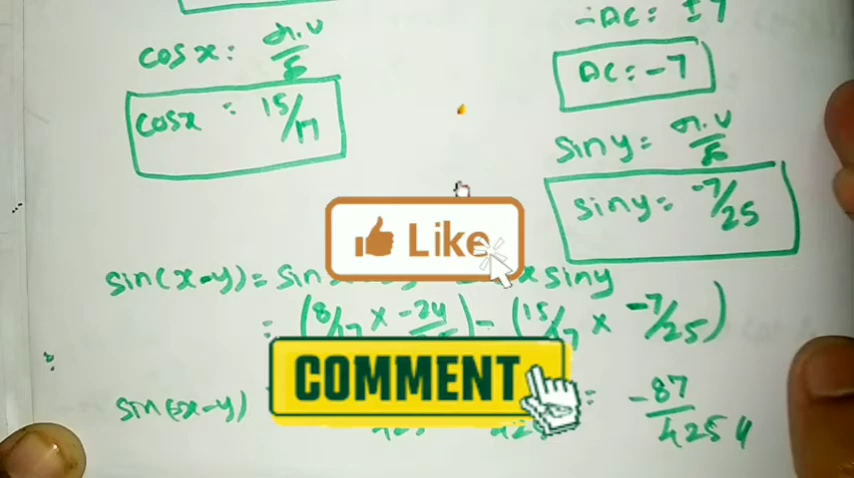 cos x =
-AC = ± 7
cos x = 15/17
AC = -7
sin y =
sin y = -7/25
Like
sin(x-y) = sin x sin y
= (8/17 × -24 ) - (15/17 × -7/25)
COMMENT
sin(x-y) = -87/425